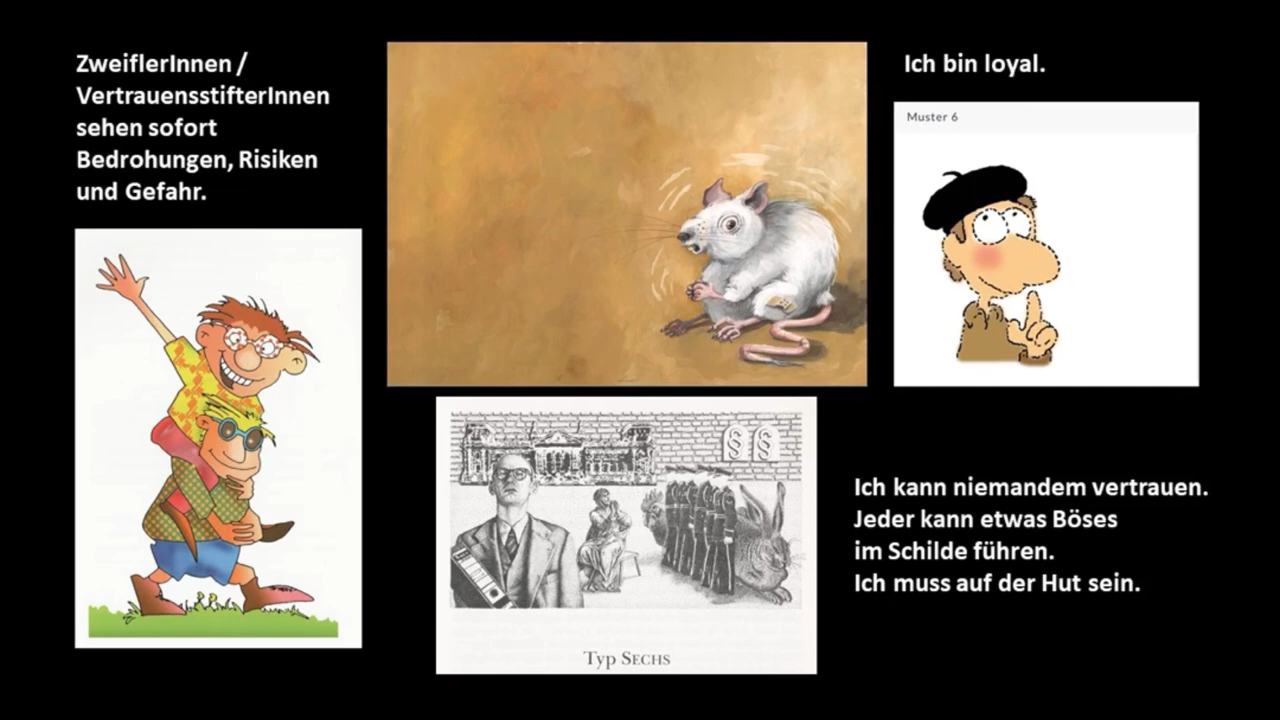 ZweiflerInnen /
VertrauensstifterInnen
sehen sofort
Bedrohungen, Risiken
und Gefahr.
Ich bin loyal.
Muster 6
§ §
Typ Sechs
Ich kann niemandem vertrauen.
Jeder kann etwas Böses
im Schilde führen.
Ich muss auf der Hut sein.